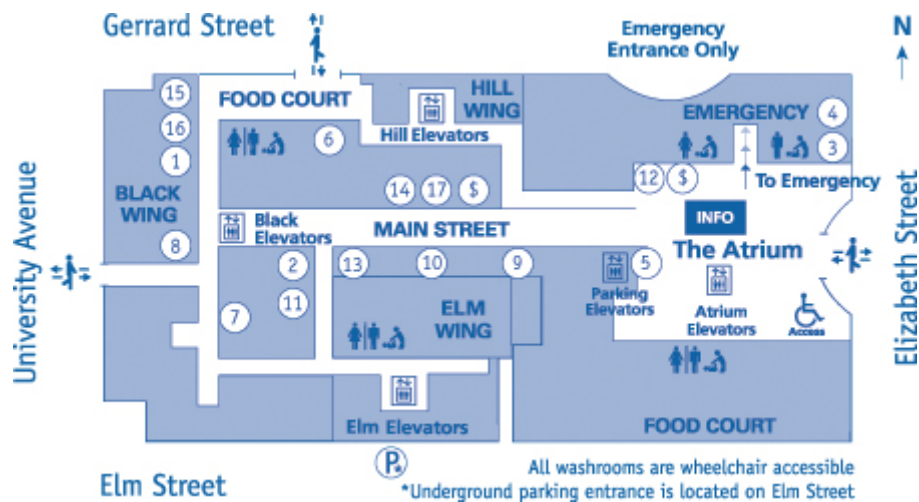 Gerrard Street
Emergency
Entrance Only
N
15
FOOD COURT
HILL
WING
EMERGENCY
4
16
6
Hill Elevators
3
1
12
$
To Emergency
BLACK
WING
14
17
$
INFO
Black
Elevators
MAIN STREET
The Atrium
8
2
13
10
9
5
University Avenue
Elizabeth Street
7
11
ELM
WING
Parking
Elevators
Atrium
Elevators
Access
Elm Elevators
FOOD COURT
P*
All washrooms are wheelchair accessible
Elm Street
*Underground parking entrance is located on Elm Street